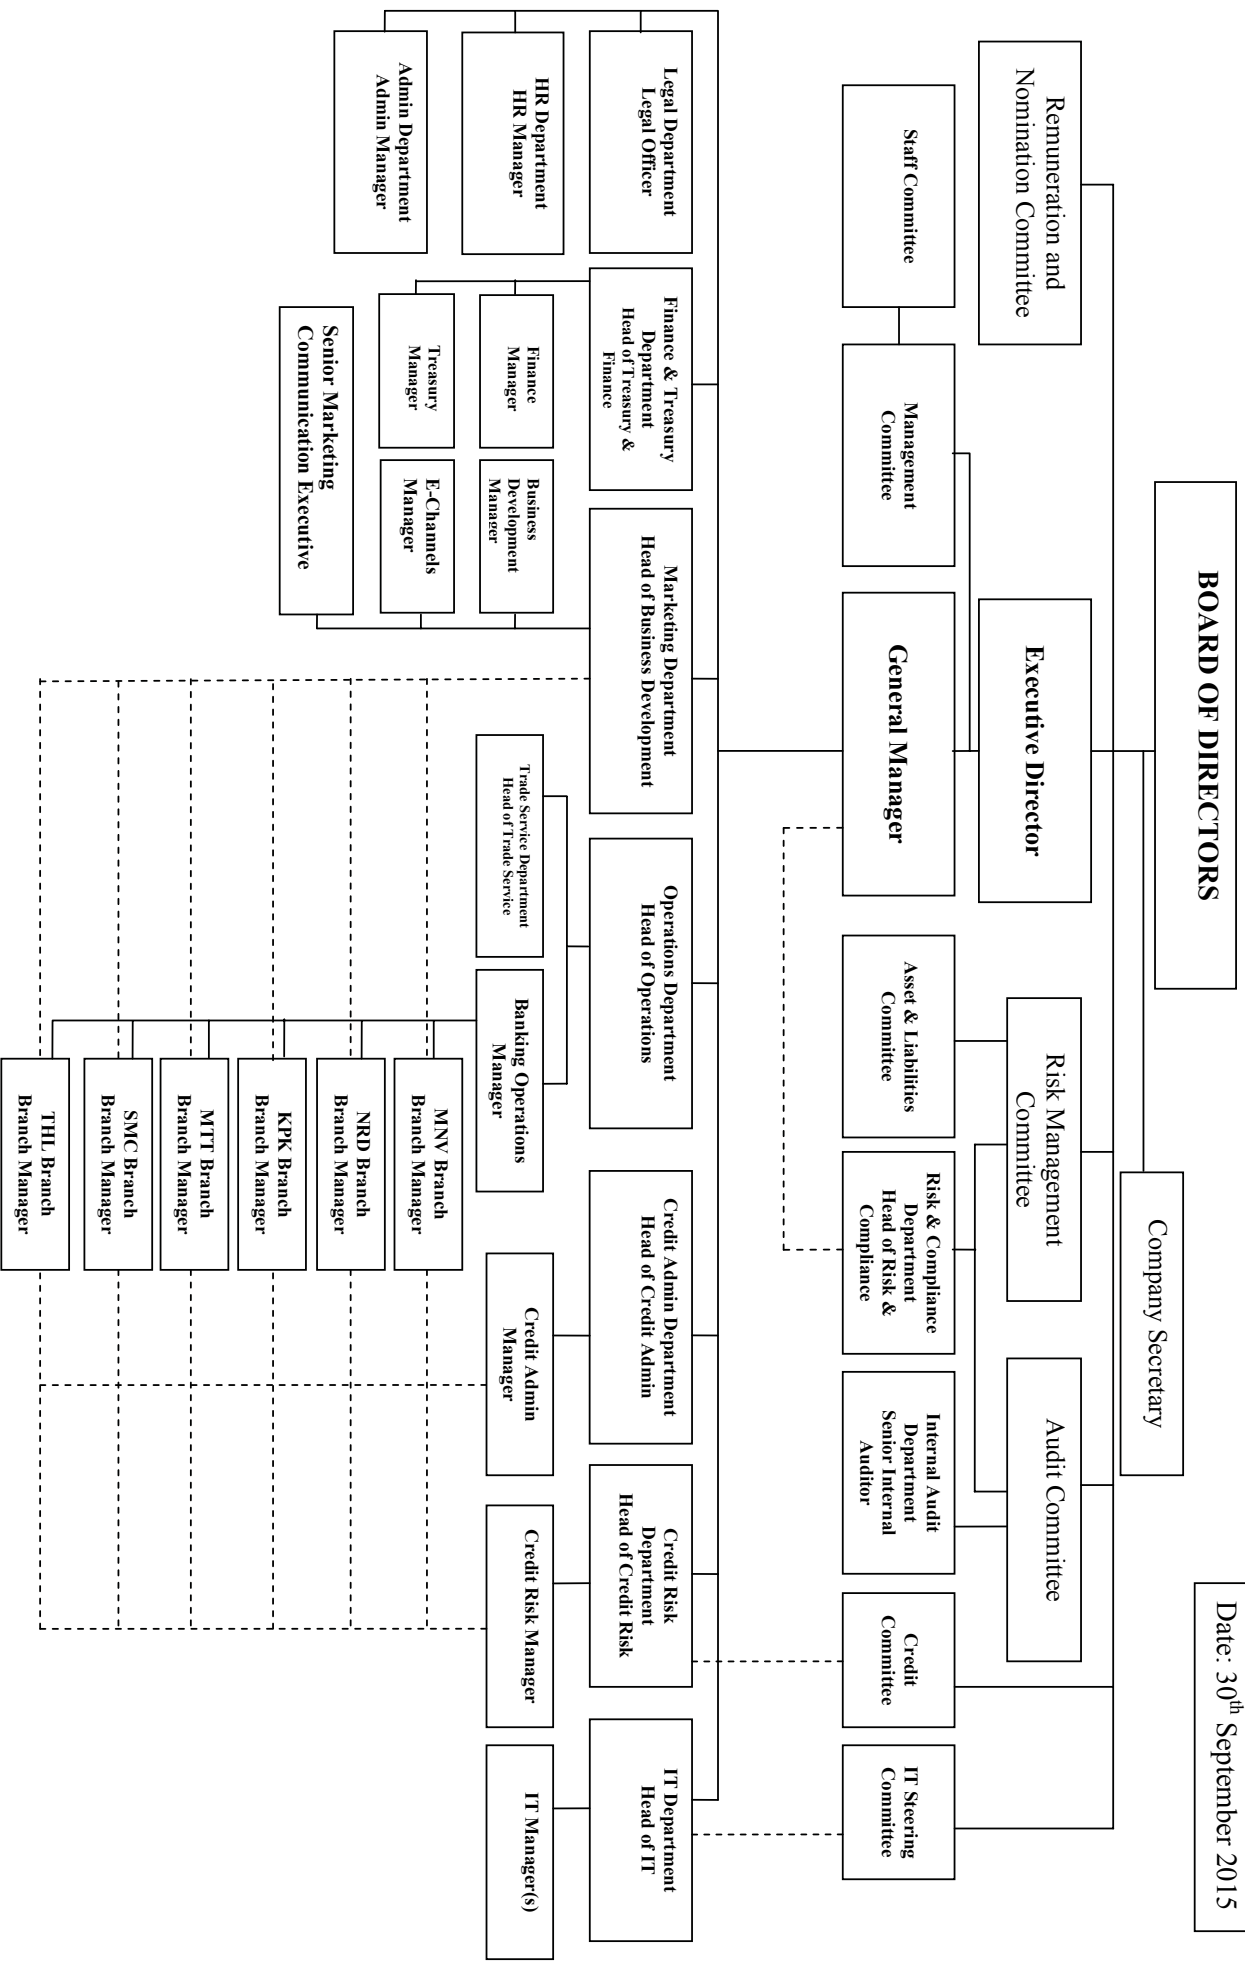 Date: 30th September 2015
BOARD OF DIRECTORS
Company Secretary
Remuneration and
Nomination Committee
Executive Director
Risk Management
Committee
Audit Committee
Staff Committee
Management
Committee
General Manager
Asset & Liabilities
Committee
Risk & Compliance
Department
Head of Risk &
Compliance
Internal Audit
Department
Senior Internal
Auditor
Credit
Committee
IT Steering
Committee
Legal Department
Legal Officer
HR Department
HR Manager
Admin Department
Admin Manager
Finance & Treasury
Department
Head of Treasury &
Finance
Finance
Manager
Treasury
Manager
Marketing Department
Head of Business Development
Business
Development
Manager
E-Channels
Manager
Senior Marketing
Communication Executive
Operations Department
Head of Operations
Trade Service Department
Head of Trade Service
Banking Operations
Manager
Credit Admin Department
Head of Credit Admin
Credit Admin
Manager
Credit Risk
Department
Head of Credit Risk
Credit Risk Manager
IT Department
Head of IT
IT Manager(s)
MNV Branch
Branch Manager
NRD Branch
Branch Manager
KPK Branch
Branch Manager
MTT Branch
Branch Manager
SMC Branch
Branch Manager
THL Branch
Branch Manager